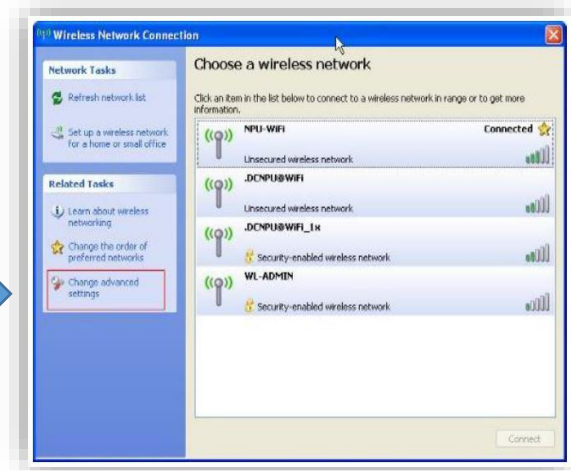 Wireless Network Connection
Network Tasks
Refresh network list
Set up a wireless network
for a home or small office
Related Tasks
Learn about wireless
networking
Change the order of
preferred networks
Change advanced
settings
Choose a wireless network
Click an item in the list below to connect to a wireless network in range or to get more
information.
NPU-WiFi Connected
Unsecured wireless network
.DCNPU@WiFi
Unsecured wireless network
.DCNPU@WiFi_1x
Security-enabled wireless network
WL-ADMIN
Security-enabled wireless network
Connect